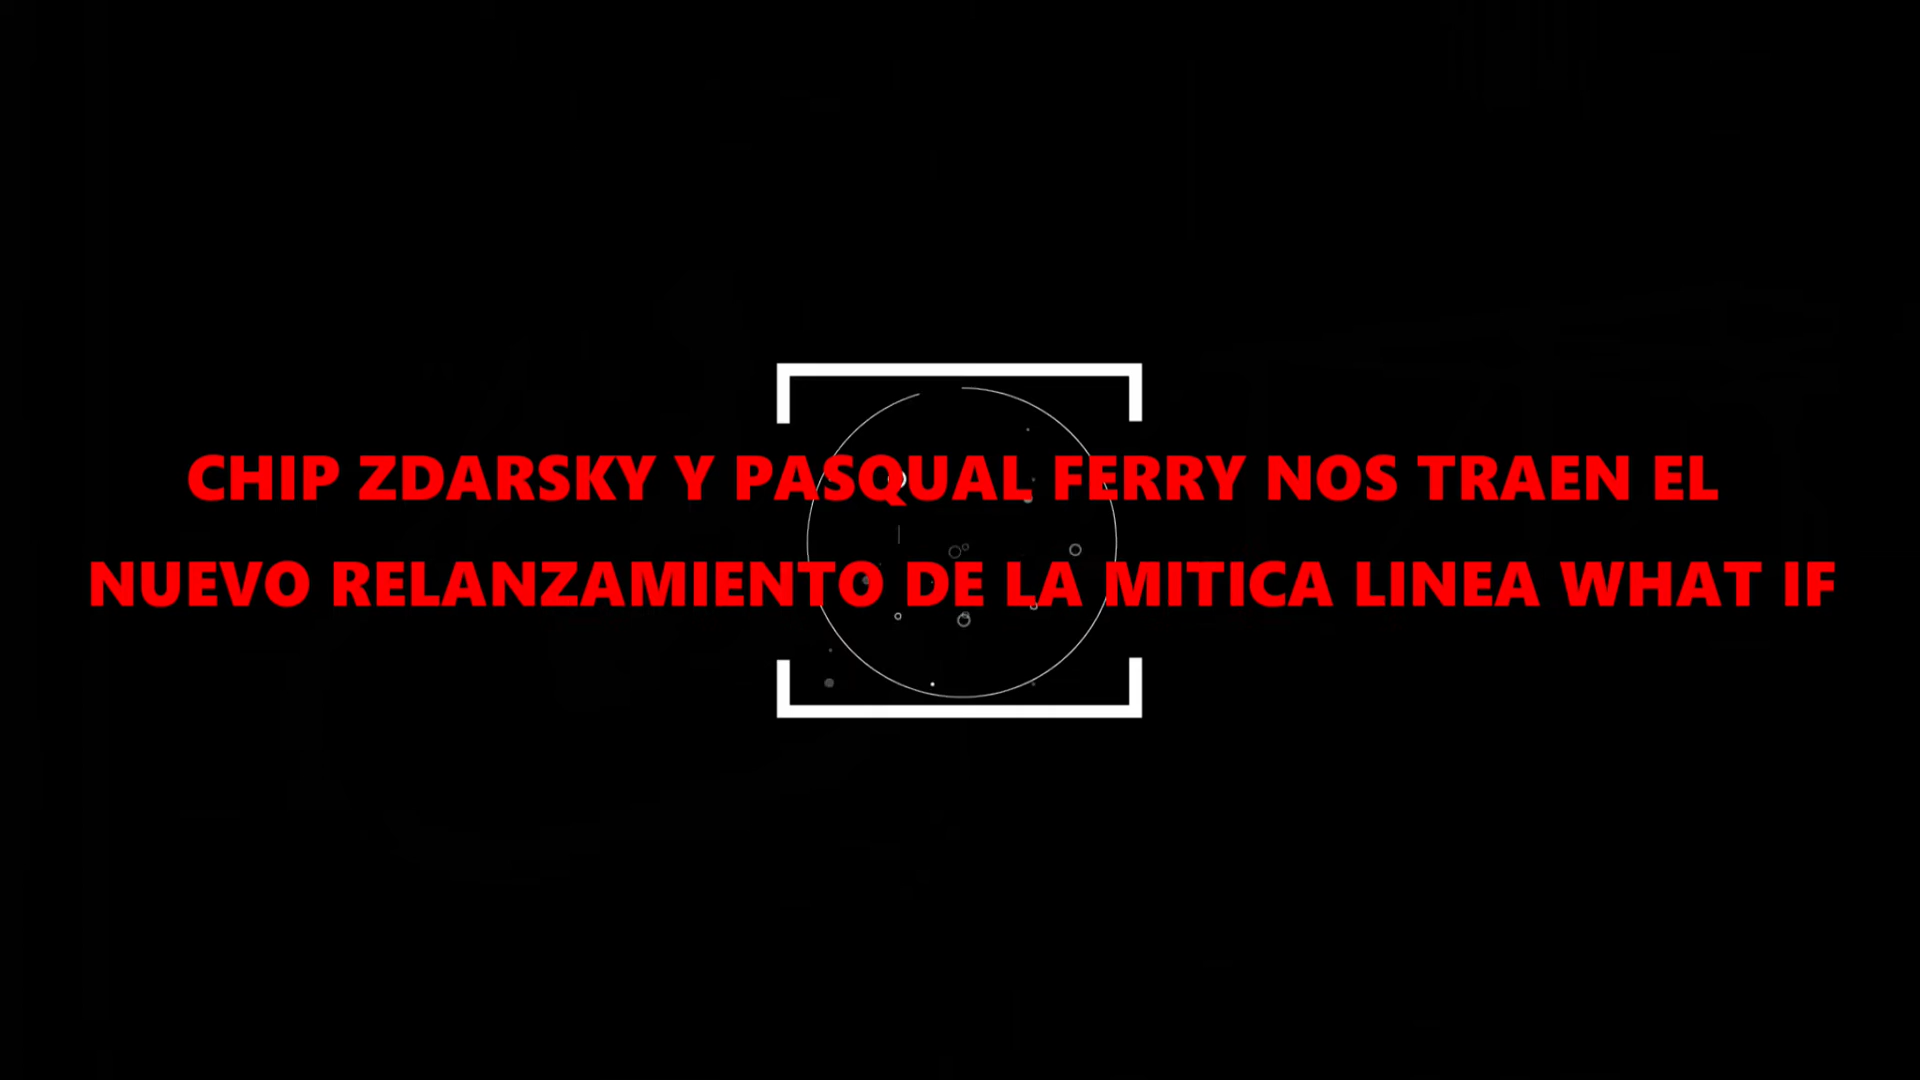 CHIP ZDARSKY Y PASQUAL FERRY NOS TRAEN EL
NUEVO RELANZAMIENTO DE LA MITICA LINEA WHAT IF